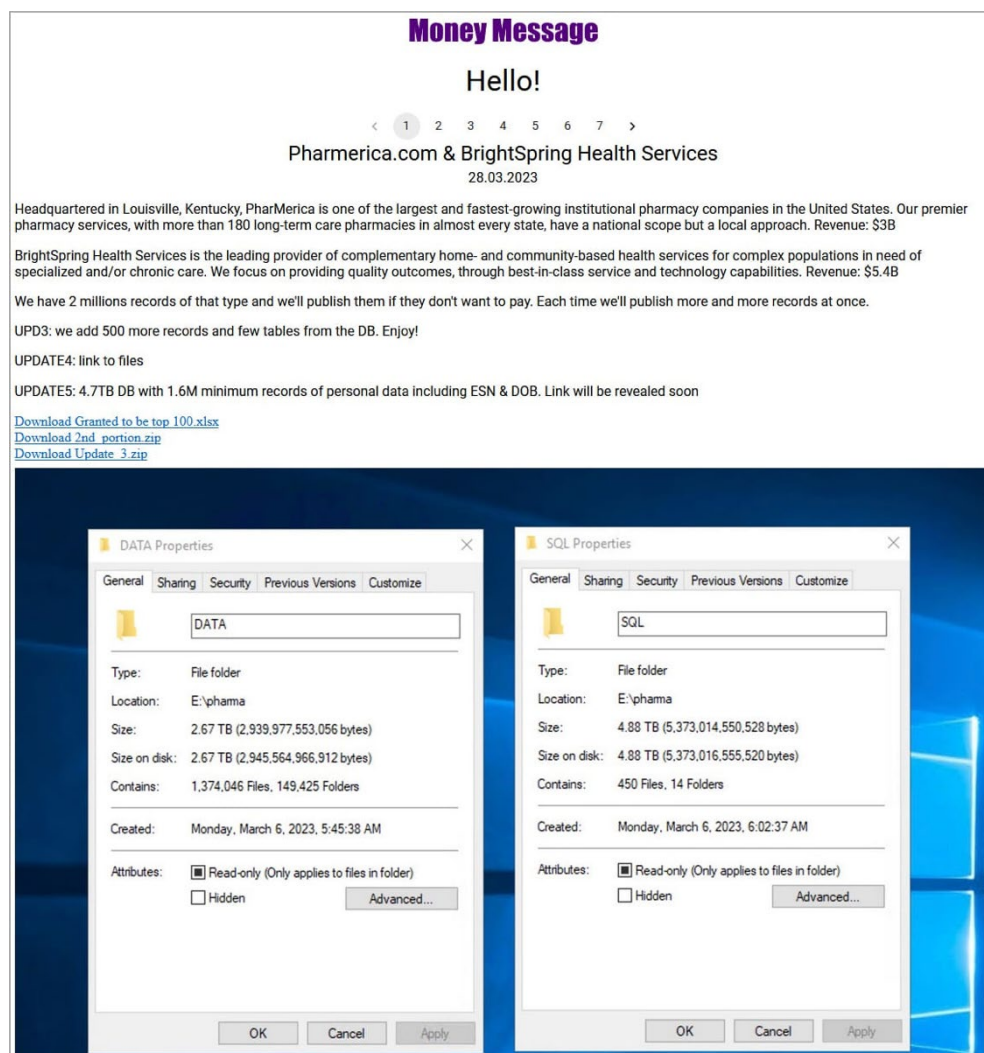 Money Message
Hello!
< 1 2 3 4 5 6 7 >
Pharmerica.com & BrightSpring Health Services
28.03.2023
Headquartered in Louisville, Kentucky, PharMerica is one of the largest and fastest-growing institutional pharmacy companies in the United States. Our premier
pharmacy services, with more than 180 long-term care pharmacies in almost every state, have a national scope but a local approach. Revenue: $3B
BrightSpring Health Services is the leading provider of complementary home- and community-based health services for complex populations in need of
specialized and/or chronic care. We focus on providing quality outcomes, through best-in-class service and technology capabilities. Revenue: $5.4B
We have 2 millions records of that type and we'll publish them if they don't want to pay. Each time we'll publish more and more records at once.
UPD3: we add 500 more records and few tables from the DB. Enjoy!
UPDATE4: link to files
UPDATE5: 4.7TB DB with 1.6M minimum records of personal data including ESN & DOB. Link will be revealed soon
Download Granted to be top 100.xlsx
Download 2nd_portion.zip
Download Update_3.zip
DATA Properties
General Sharing Security Previous Versions Customize
DATA
Type: File folder
Location: E:\pharma
Size: 2.67 TB (2,939,977,553,056 bytes)
Size on disk: 2.67 TB (2,945,564,966,912 bytes)
Contains: 1,374,046 Files, 149,425 Folders
Created: Monday, March 6, 2023, 5:45:38 AM
Attributes: Read-only (Only applies to files in folder)
Hidden Advanced...
OK Cancel Apply
SQL Properties
General Sharing Security Previous Versions Customize
SQL
Type: File folder
Location: E:\pharma
Size: 4.88 TB (5,373,014,550,528 bytes)
Size on disk: 4.88 TB (5,373,016,555,520 bytes)
Contains: 450 Files, 14 Folders
Created: Monday, March 6, 2023, 6:02:37 AM
Attributes: Read-only (Only applies to files in folder)
Hidden Advanced...
OK Cancel Apply